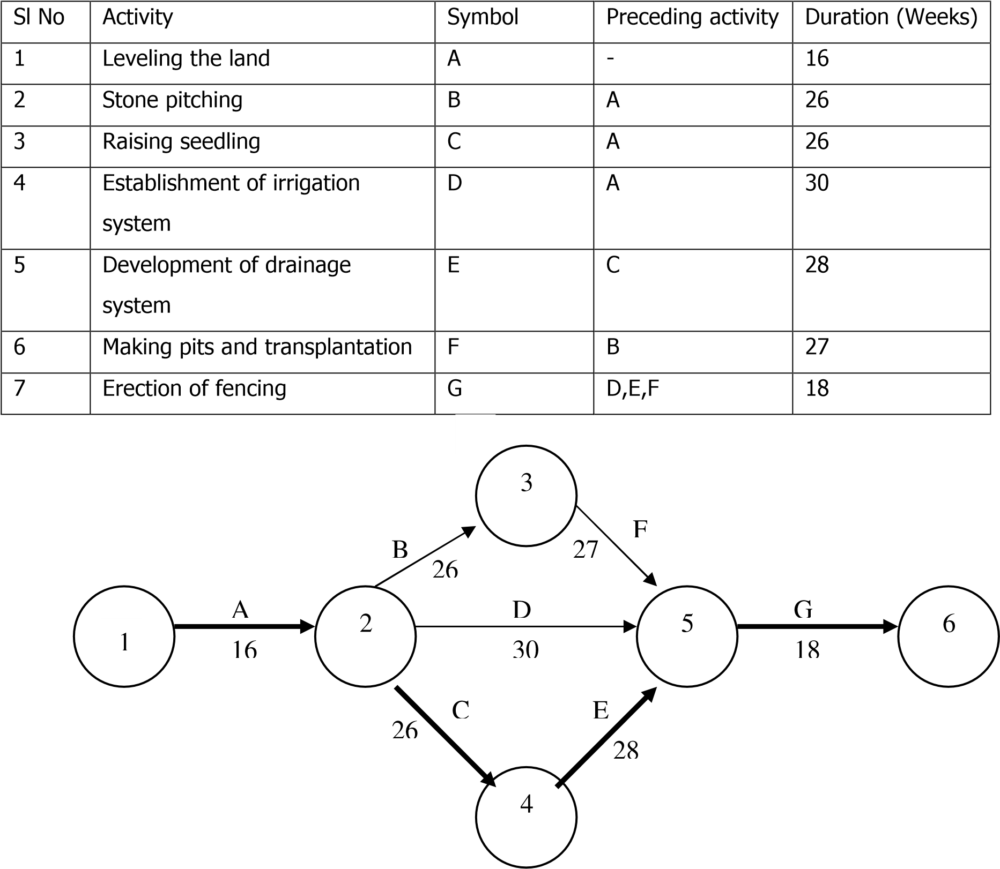 Sl No Activity Symbol Preceding activity Duration (Weeks)
1 Leveling the land A - 16
2 Stone pitching B A 26
3 Raising seedling C A 26
4 Establishment of irrigation D A 30
system
5 Development of drainage E C 28
system
6 Making pits and transplantation F B 27
7 Erection of fencing G D,E,F 18
3
F
B
27
26
A
D
G
1
2
5
6
16
30
18
C
E
26
28
4